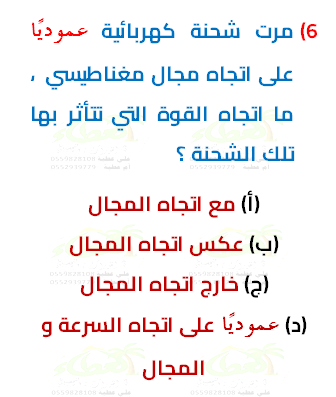 6) مرت شحنة كهربائية عموديًا
على اتجاه مجال مغناطيسي ،
ما اتجاه القوة التي تتأثر بها
تلك الشحنة ؟
(أ) مع اتجاه المجال
(ب) عكس اتجاه المجال
(ج) خارج اتجاه المجال
(د) عموديًا على اتجاه السرعة و
المجال